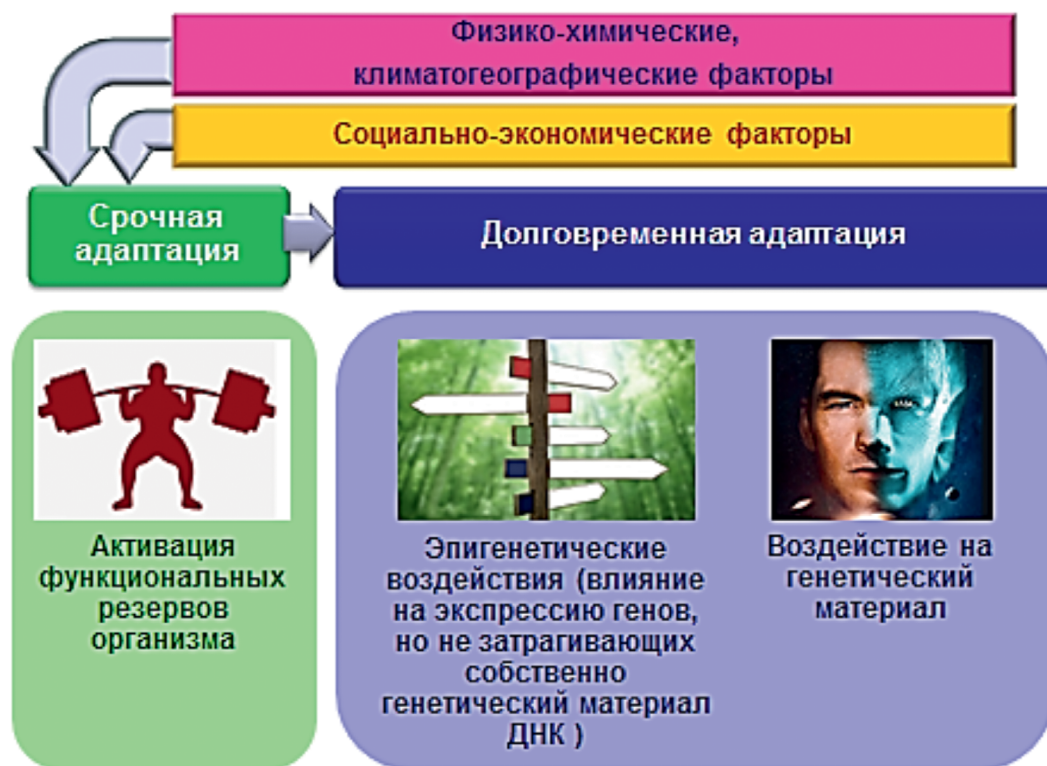 Физико-химические,
климатогеографические факторы
Социально-экономические факторы
Срочная
адаптация
Долговременная адаптация
Активация
функциональных
резервов
организма
Эпигенетические
воздействия (влияние
на экспрессию генов,
но не затрагивающих
собственно
генетический материал
ДНК )
Воздействие на
генетический
материал